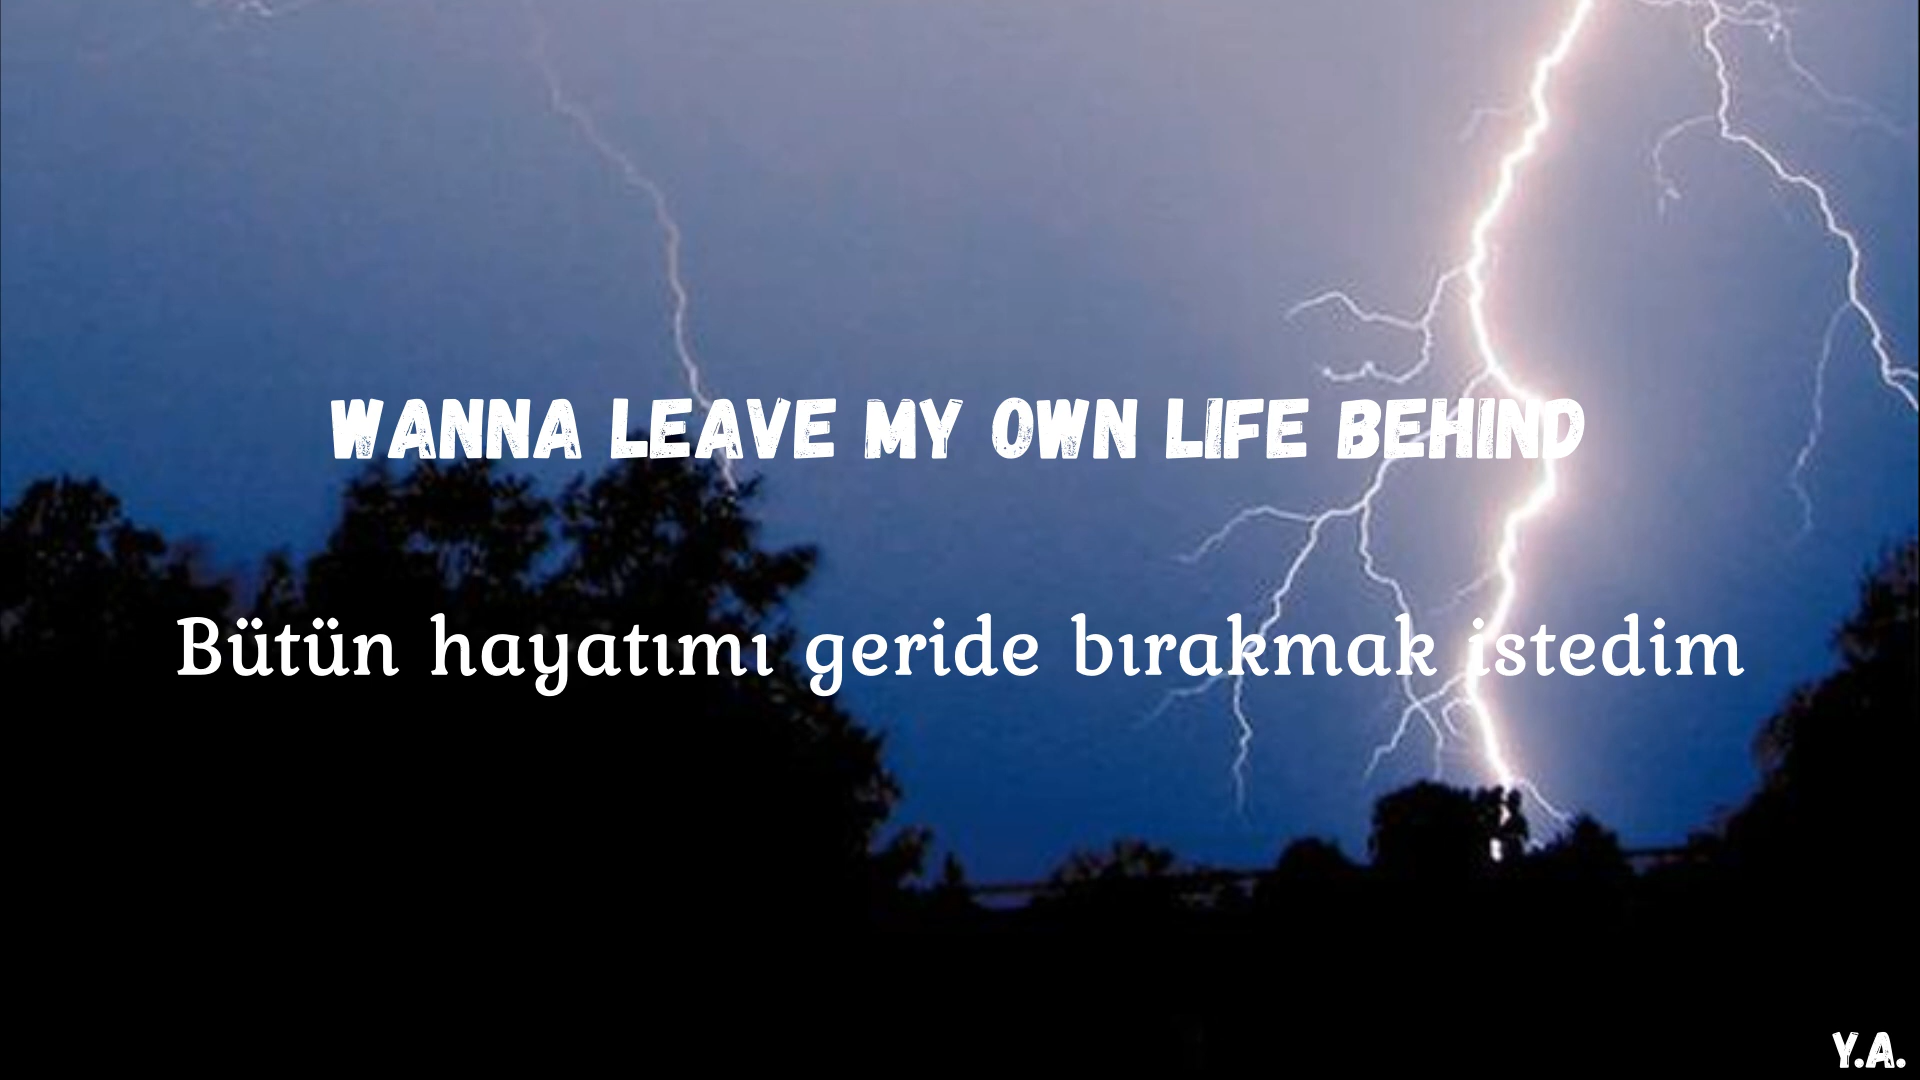 WANNA LEAVE MY OWN LIFE BEHIND
Bütün hayatımı geride bırakmak istedim
Y.A.